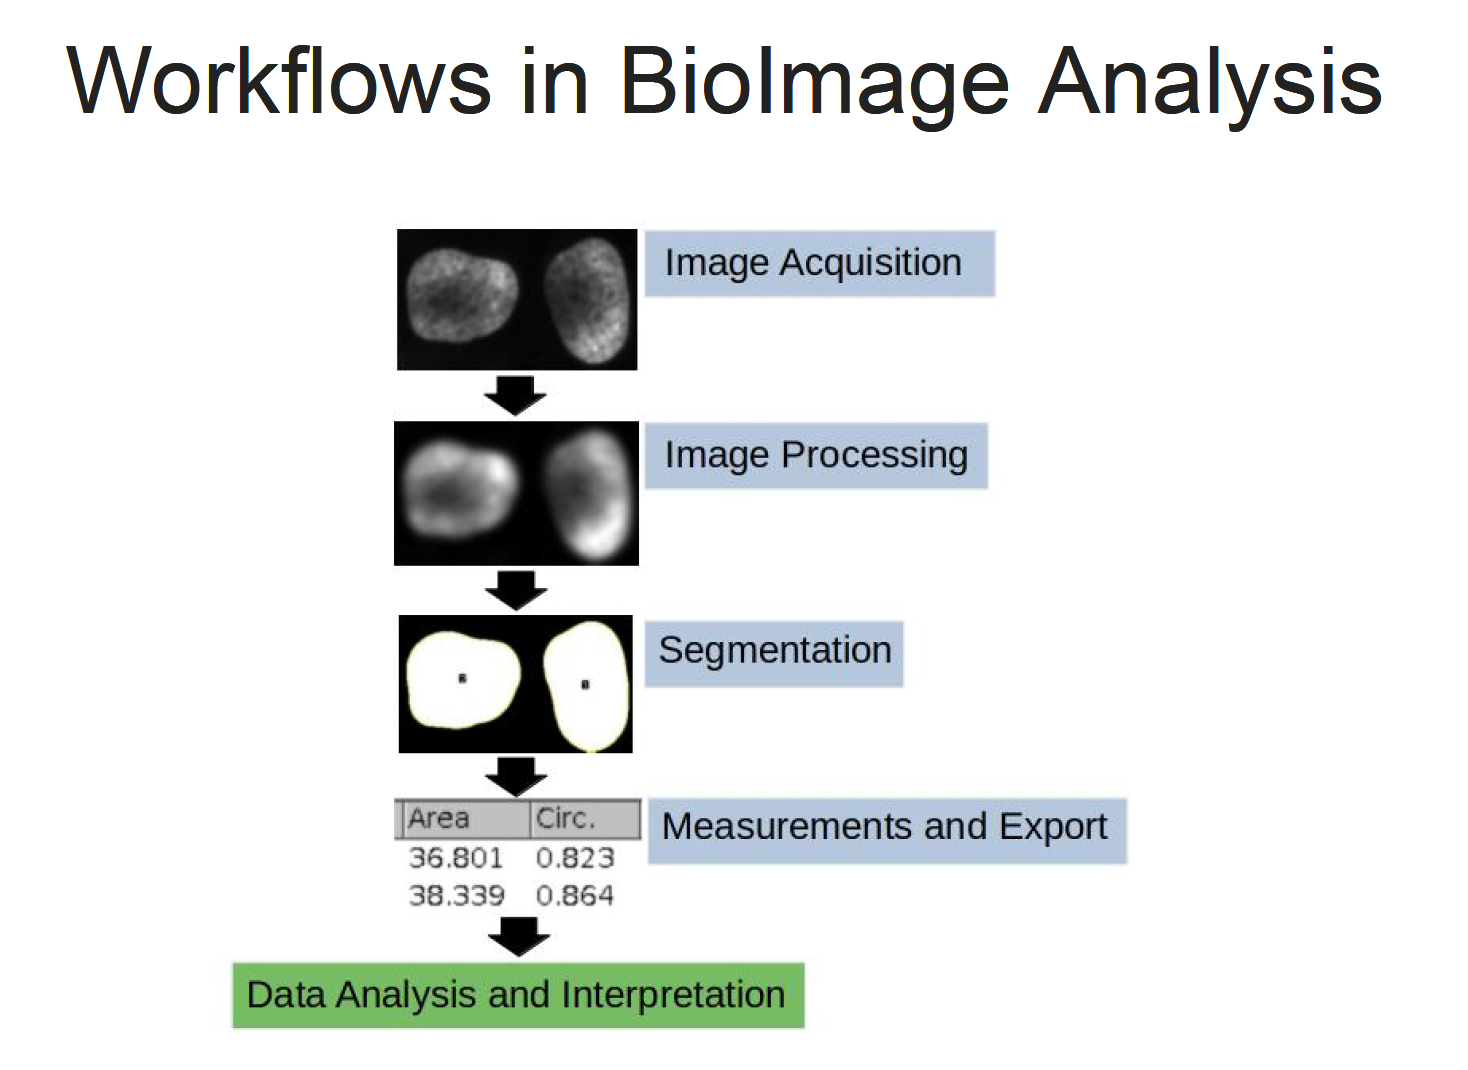 Workflows in BioImage Analysis
Image Acquisition
Image Processing
Segmentation
Area Circ.
Measurements and Export
36.801 0.823
38.339 0.864
Data Analysis and Interpretation